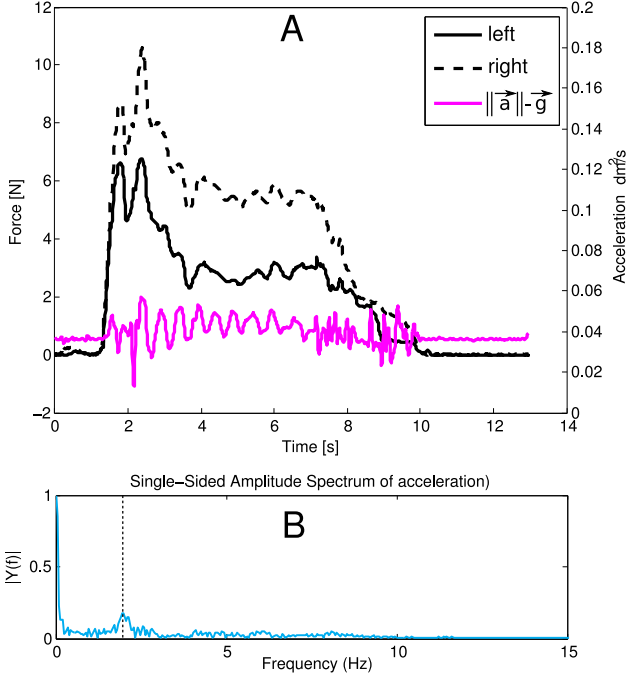 A
left
right
||a||-g
Force [N]
12
10
8
6
4
2
0
−2
0.2
0.18
0.16
0.14
0.12
0.1
0.08
0.06
0.04
0.02
0
Acceleration dm²/s
0 2 4 6 8 10 12 14
Time [s]
Single−Sided Amplitude Spectrum of acceleration)
B
|Y(f)|
1
0.5
0
0 5 10 15
Frequency (Hz)